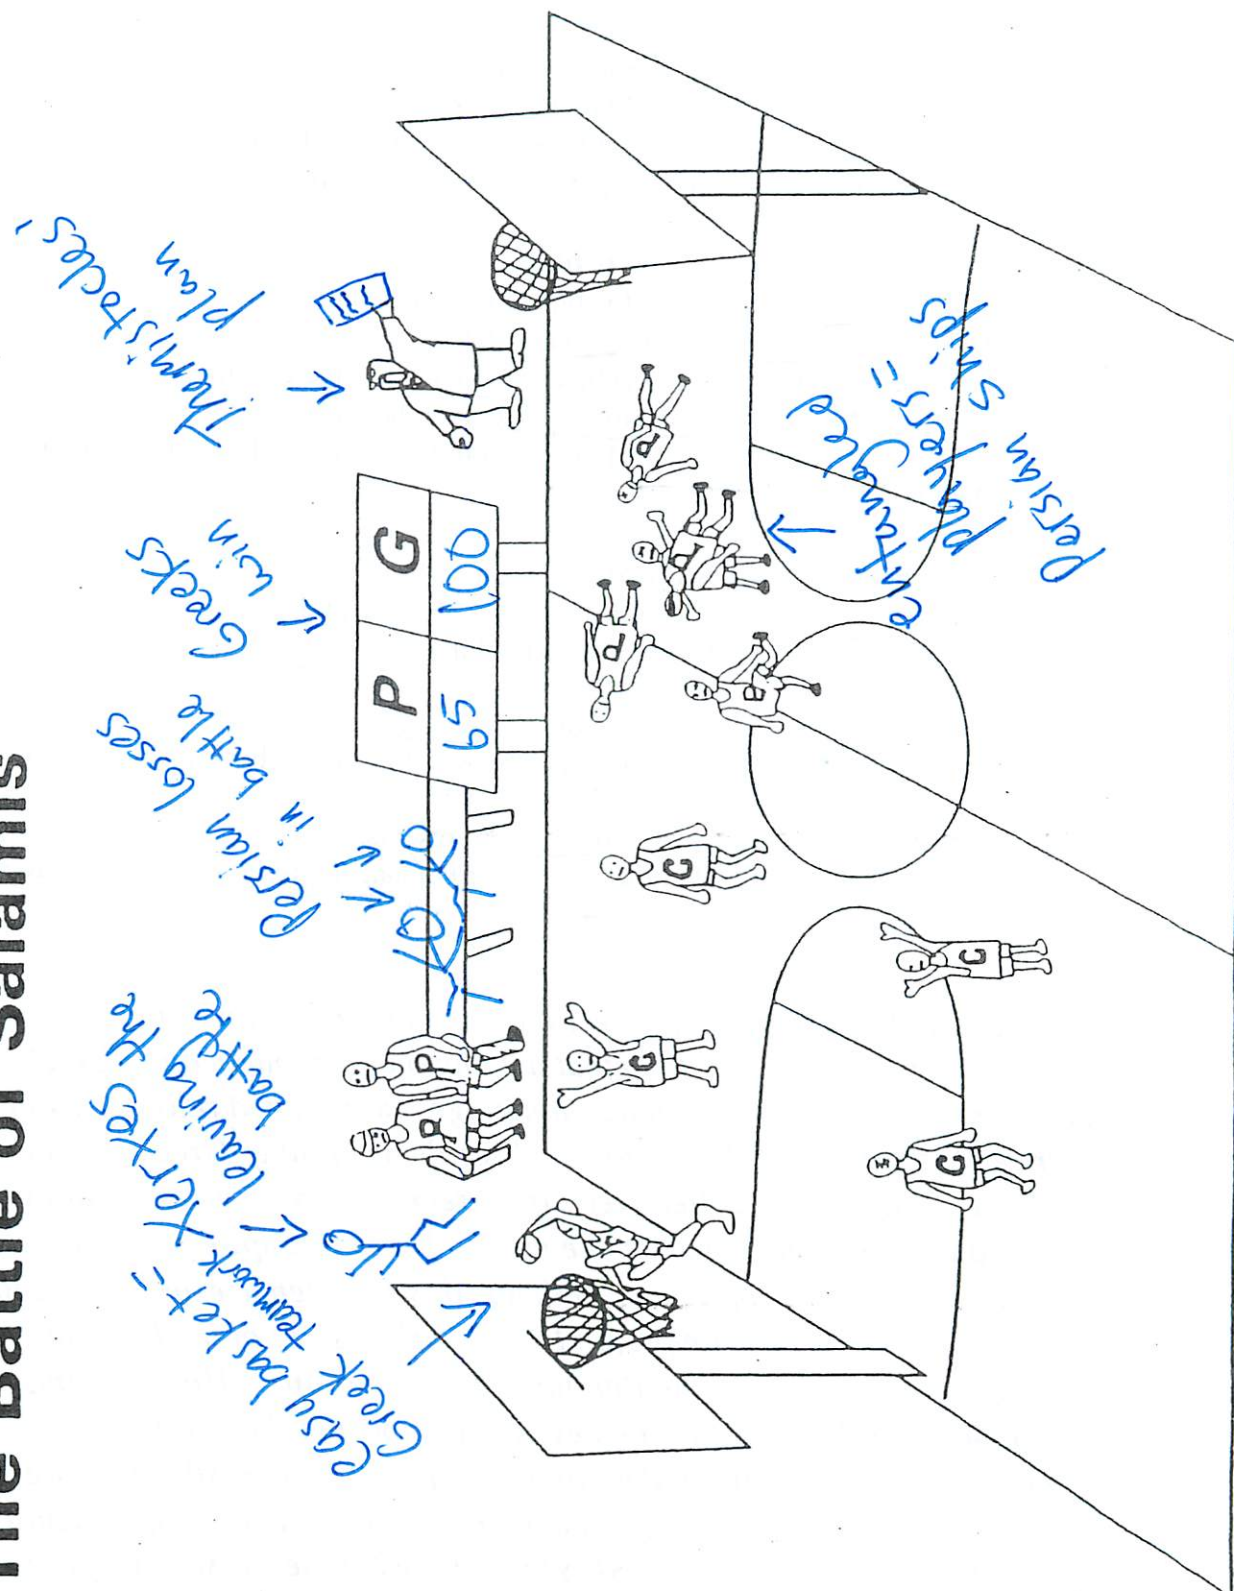 The Battle of Salamis
easy basket =
Greek teamwork
Xerxes
leaving the
battle
Persian losses
in battle
Greeks
win
Themistocles'
plan
P G
65 100
P P
G
G
G
G
P
P
P
P
entangled
players =
Persian ships